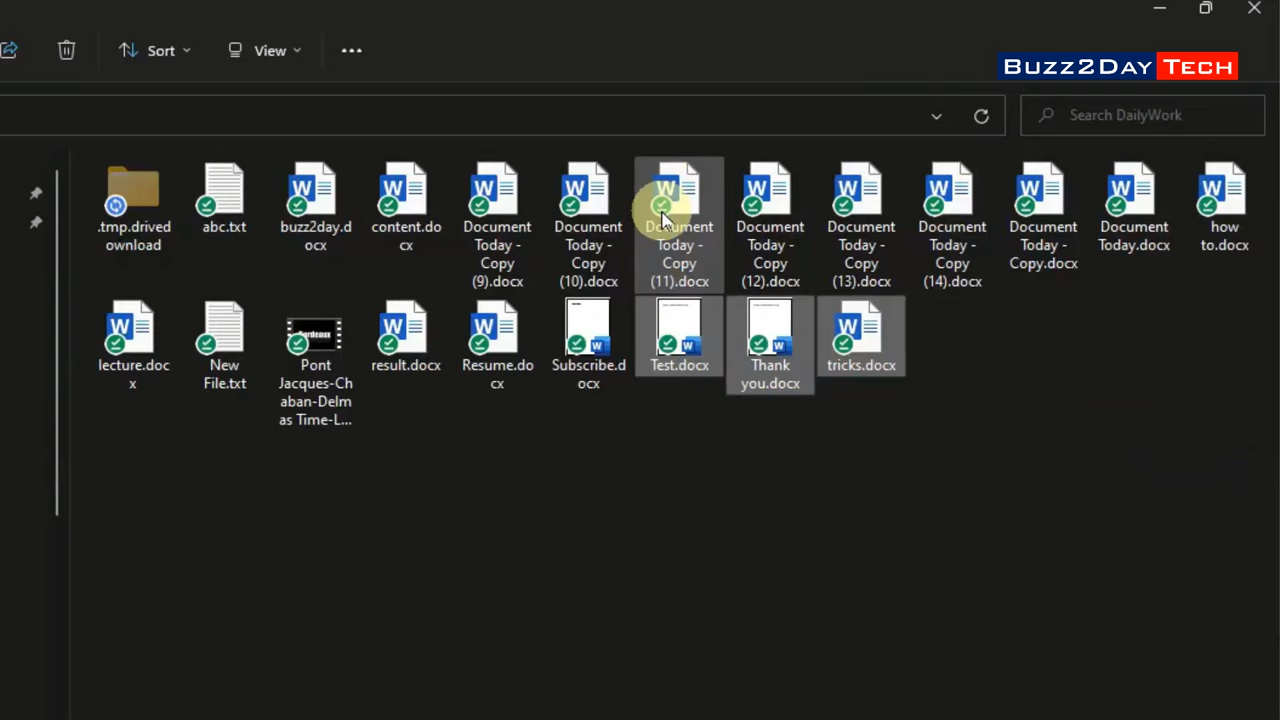 Sort
View
Buzz2Day Tech
Search DailyWork
.tmp.drived
ownload
abc.txt
buzz2day.d
ocx
content.do
cx
Document
Today -
Copy
(9).docx
Document
Today -
Copy
(10).docx
Document
Today -
Copy
(11).docx
Document
Today -
Copy
(12).docx
Document
Today -
Copy
(13).docx
Document
Today -
Copy
(14).docx
Document
Today -
Copy.docx
Document
Today.docx
how
to.docx
lecture.doc
x
New
File.txt
Bordeaux
Pont
Jacques-Ch
aban-Delm
as Time-L...
result.docx
Resume.do
cx
Subscribe.d
ocx
Test.docx
Thank
you.docx
tricks.docx